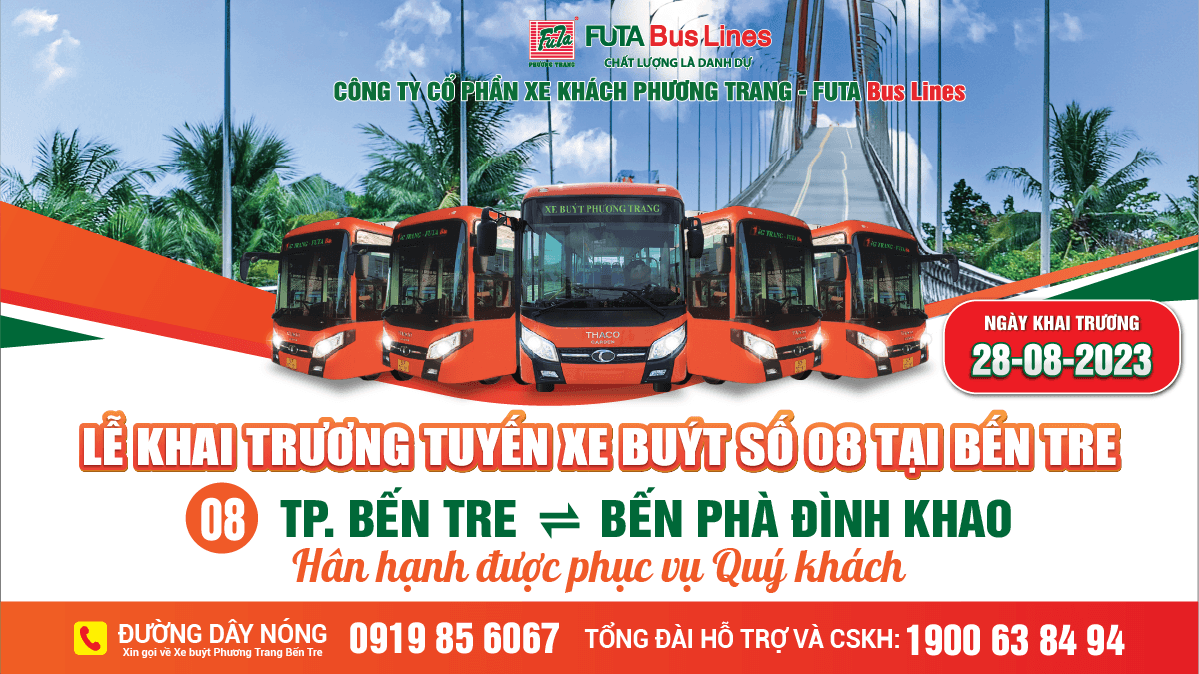 FUTA
PHƯƠNG TRANG
FUTA Bus Lines
CHẤT LƯỢNG LÀ DANH DỰ
CÔNG TY CỔ PHẦN XE KHÁCH PHƯƠNG TRANG - FUTA Bus Lines
XE BUÝT PHƯƠNG TRANG
THACO
GARDEN
NGÀY KHAI TRƯƠNG
28-08-2023
LỄ KHAI TRƯƠNG TUYẾN XE BUÝT SỐ 08 TẠI BẾN TRE
08 TP. BẾN TRE ⇌ BẾN PHÀ ĐÌNH KHAO
Hân hạnh được phục vụ Quý khách
ĐƯỜNG DÂY NÓNG 0919 85 6067 TỔNG ĐÀI HỖ TRỢ VÀ CSKH: 1900 63 84 94
Xin gọi về Xe buýt Phương Trang Bến Tre